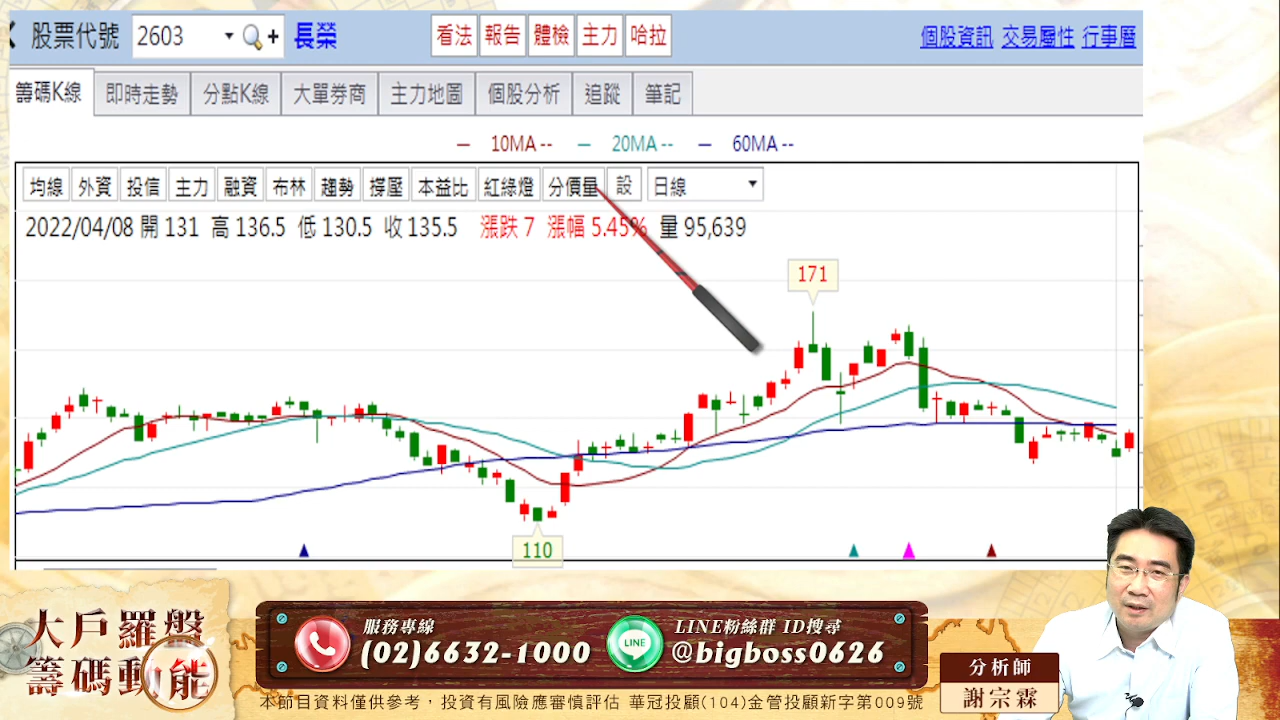 股票代號 2603 長榮 看法 報告 體檢 主力 哈拉 個股資訊 交易屬性 行事曆
籌碼K線 即時走勢 分點K線 大單券商 主力地圖 個股分析 追蹤 筆記
10MA -- 20MA -- 60MA --
均線 外資 投信 主力 融資 布林 趨勢 撐壓 本益比 紅綠燈 分價量 設 日線
2022/04/08 開 131 高 136.5 低 130.5 收 135.5 漲跌 7 漲幅 5.45% 量 95,639
171
110
大戶羅盤
籌碼動能
服務專線
(02)6632-1000
LINE
LINE粉絲群 ID搜尋
@bigboss0626
分析師
謝宗霖
本節目資料僅供參考，投資有風險應審慎評估 華冠投顧(104)金管投顧新字第009號